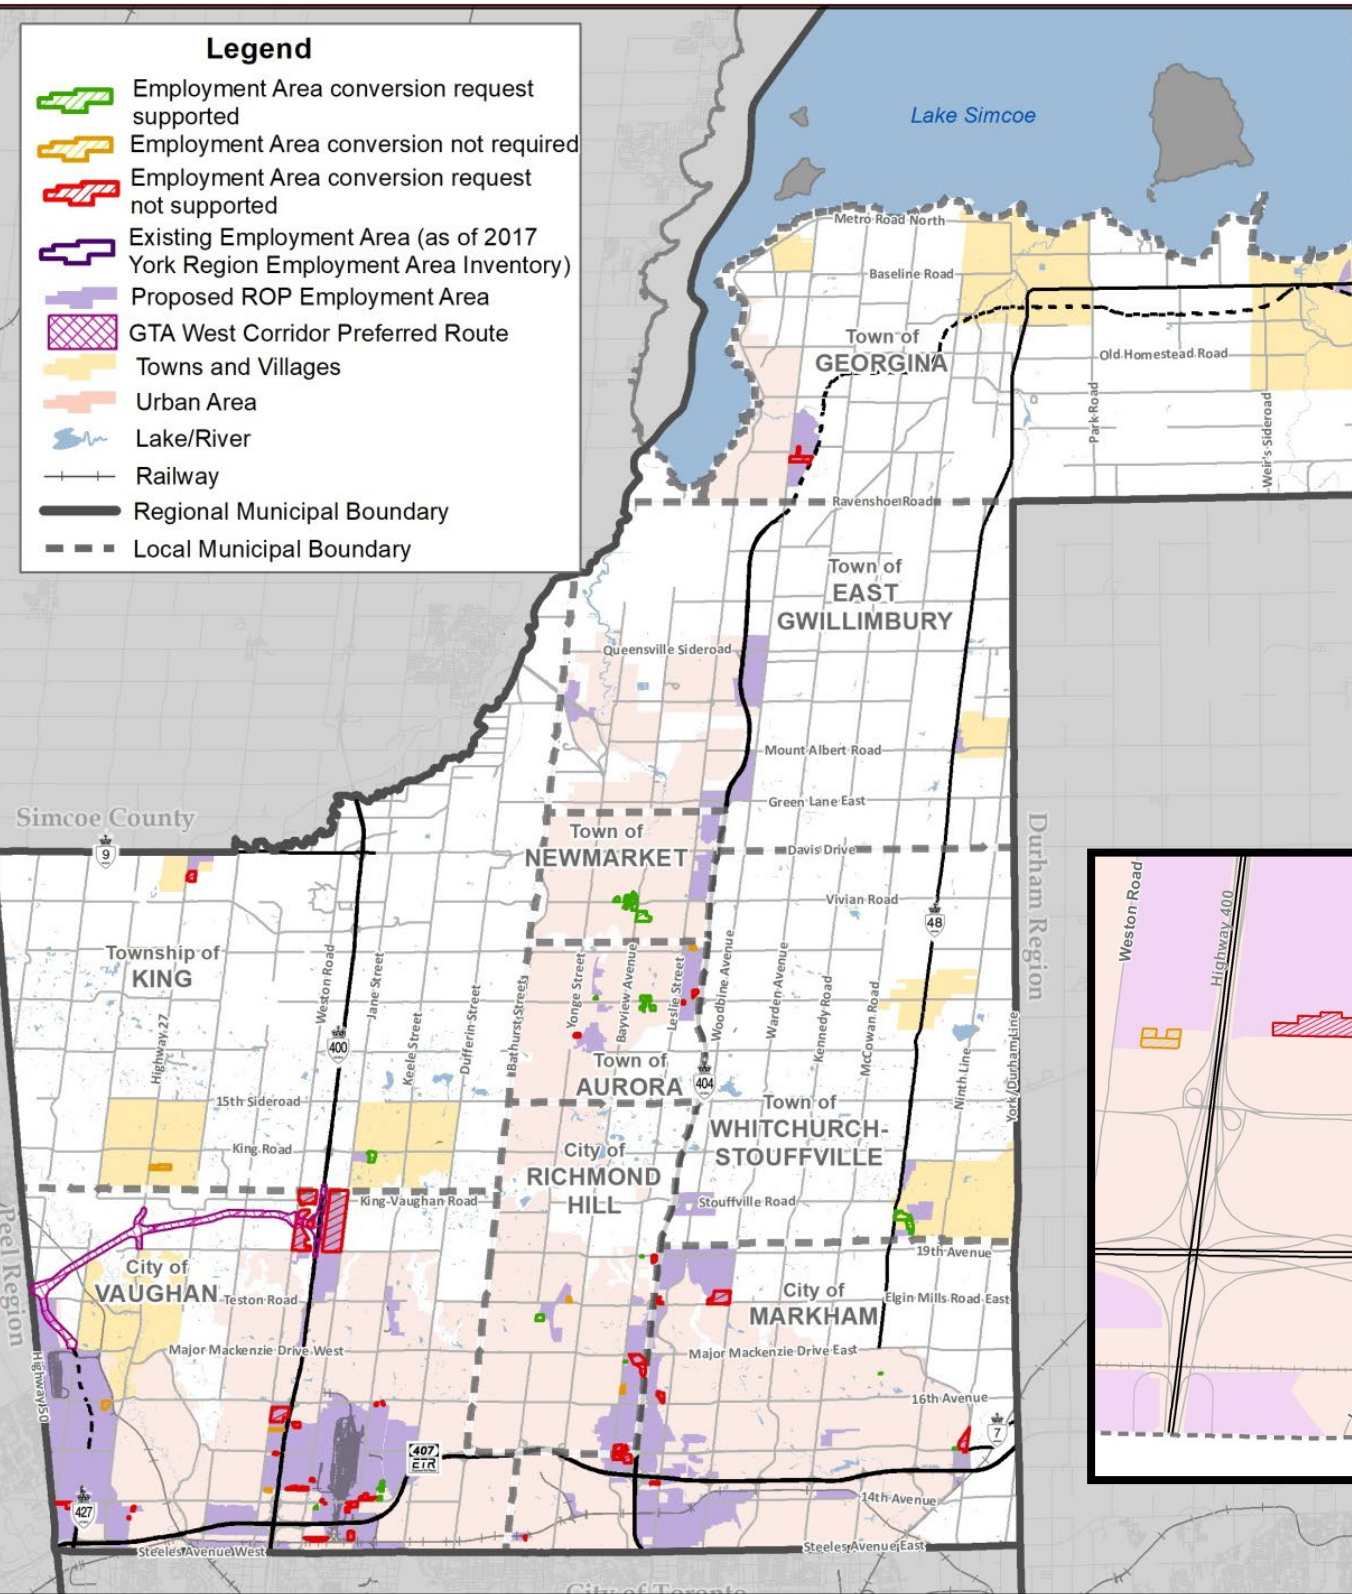 Legend
Employment Area conversion request
supported
Employment Area conversion not required
Employment Area conversion request
not supported
Existing Employment Area (as of 2017
York Region Employment Area Inventory)
Proposed ROP Employment Area
GTA West Corridor Preferred Route
Towns and Villages
Urban Area
Lake/River
Railway
Regional Municipal Boundary
Local Municipal Boundary
Lake Simcoe
Metro Road North
Baseline Road
Town of
GEORGINA
Old Homestead Road
Park Road
Weir's Sideroad
Ravenshoe Road
Town of
EAST
GWILLIMBURY
Queensville Sideroad
Mount Albert Road
Green Lane East
Simcoe County
9
Town of
NEWMARKET
Davis Drive
Durham Region
Vivian Road
48
Township of
KING
Highway 27
Weston Road
Jane Street
400
Keele Street
Dufferin Street
Bathurst Street
Yonge Street
Bayview Avenue
Leslie Street
Woodbine Avenue
Warden Avenue
Kennedy Road
McCowan Road
Ninth Line
York/Durham Line
Town of
AURORA
404
15th Sideroad
King Road
Town of
WHITCHURCH-
STOUFFVILLE
City of
RICHMOND
HILL
King-Vaughan Road
Stouffville Road
19th Avenue
Peel Region
City of
VAUGHAN
Teston Road
City of
MARKHAM
Elgin Mills Road East
Major Mackenzie Drive West
Major Mackenzie Drive East
Highway 50
16th Avenue
7
407
ETR
427
14th Avenue
Steeles Avenue West
Steeles Avenue East
City of Toronto
Weston Road
Highway 400